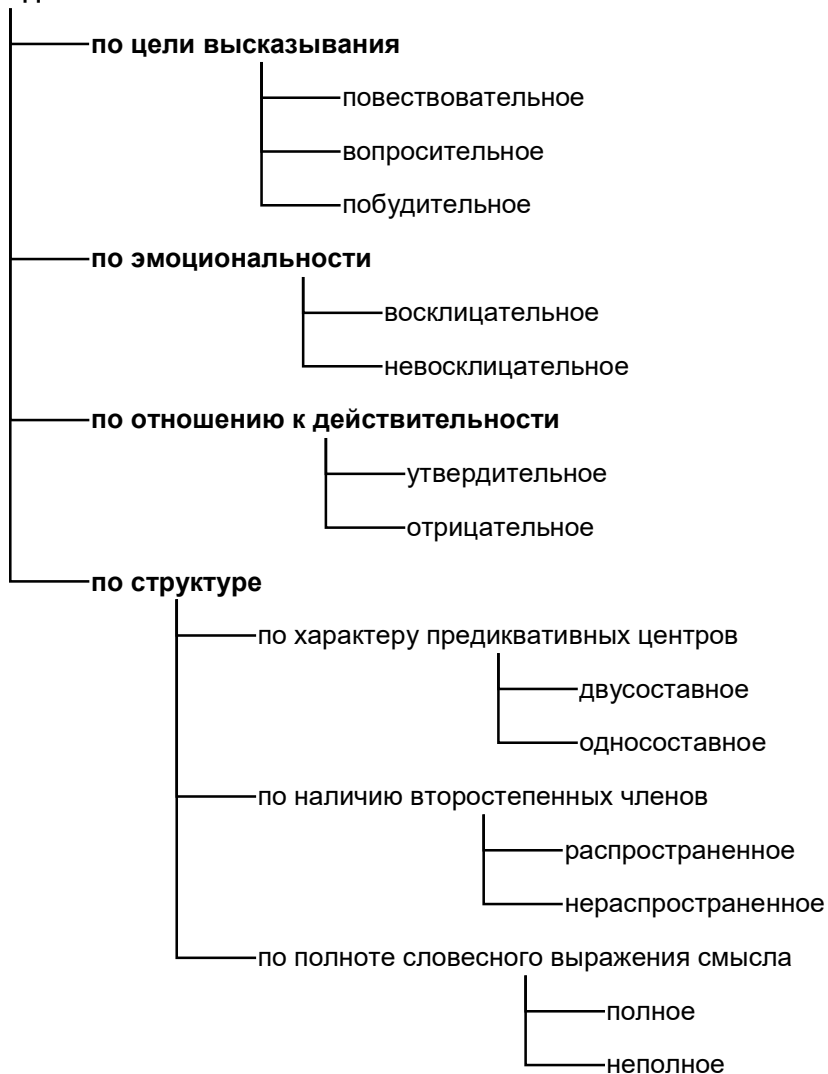 по цели высказывания
повествовательное
вопросительное
побудительное
по эмоциональности
восклицательное
невосклицательное
по отношению к действительности
утвердительное
отрицательное
по структуре
по характеру предиквативных центров
двусоставное
односоставное
по наличию второстепенных членов
распространенное
нераспространенное
по полноте словесного выражения смысла
полное
неполное